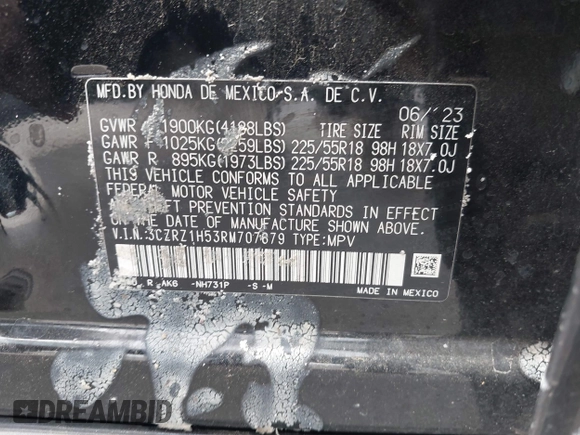 MFD.BY HONDA DE MEXICO S.A. DE C.V.
06/'23
GVWR 1900KG(4188LBS) TIRE SIZE RIM SIZE
GAWR F 1025KG( 259LBS) 225/55R18 98H 18X7.0J
GAWR R 895KG(1973LBS) 225/55R18 98H 18X7.0J
THIS VEHICLE CONFORMS TO ALL APPLICABLE
FEDERAL MOTOR VEHICLE SAFETY
THEFT PREVENTION STANDARDS IN EFFECT
ON THE DATE OF MANUFACTURE SHOWN ABOVE.
V.I.N.:3CZRZ1H53RM707679 TYPE:MPV
R AK6 -NH731P -S-M
MADE IN MEXICO
DREAMBID